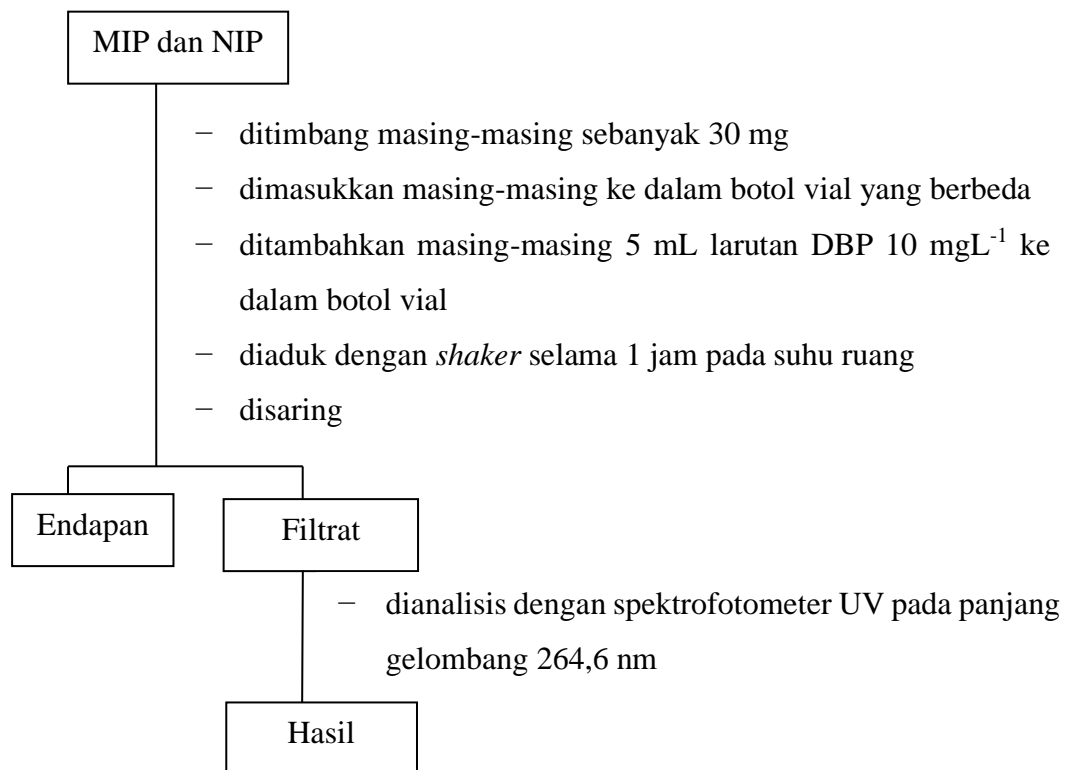 MIP dan NIP
− ditimbang masing-masing sebanyak 30 mg
− dimasukkan masing-masing ke dalam botol vial yang berbeda
− ditambahkan masing-masing 5 mL larutan DBP 10 mgL⁻¹ ke
dalam botol vial
− diaduk dengan shaker selama 1 jam pada suhu ruang
− disaring
Endapan
Filtrat
− dianalisis dengan spektrofotometer UV pada panjang
gelombang 264,6 nm
Hasil